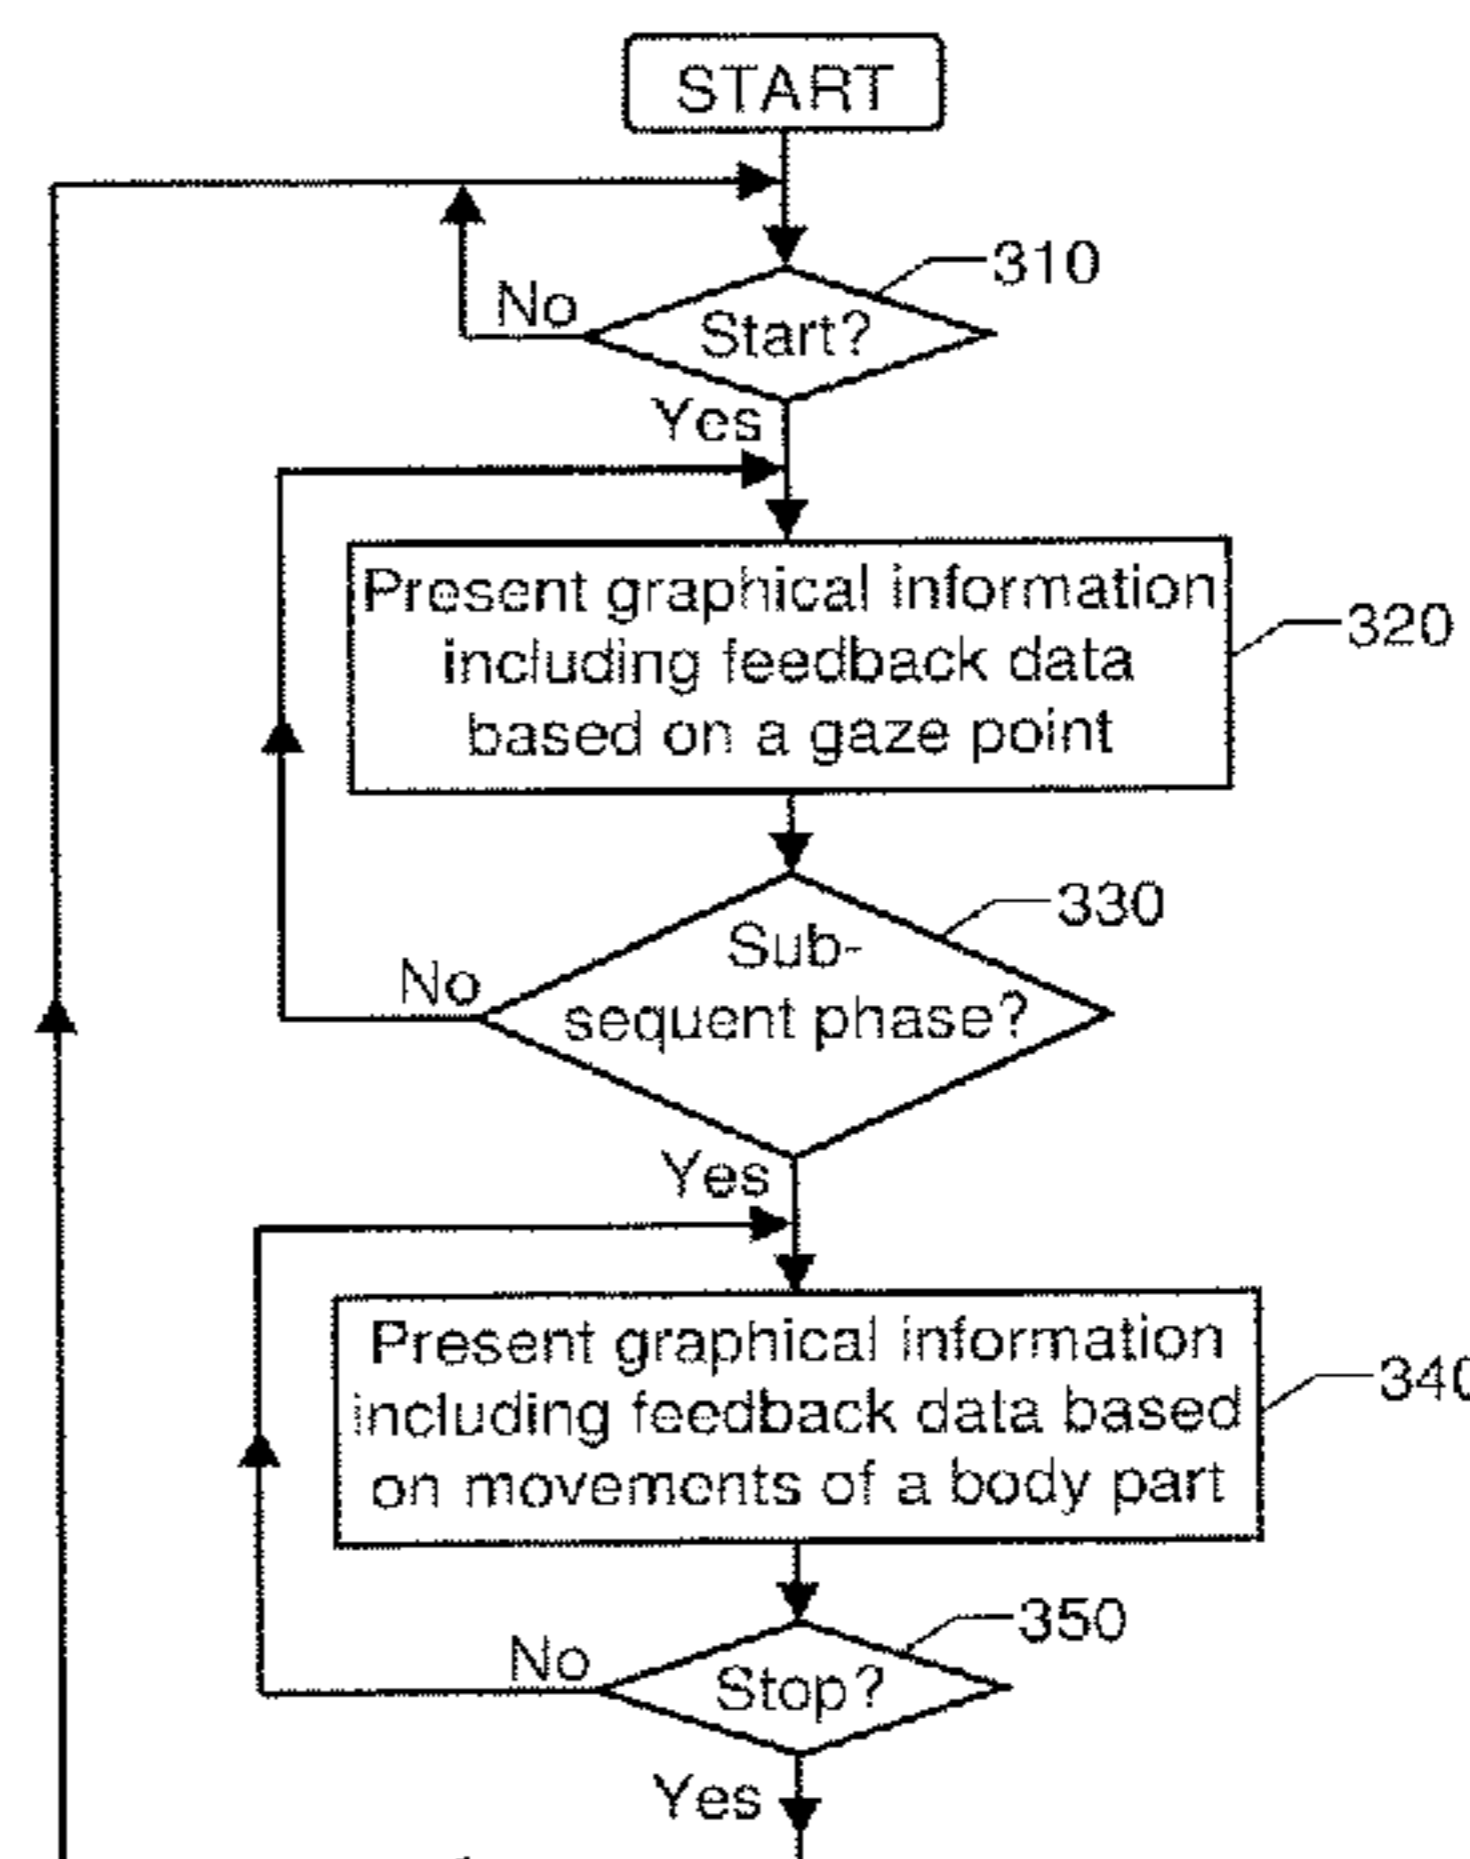 START
310
No
Start?
Yes
Present graphical information
including feedback data
based on a gaze point
320
330
Sub-
sequent phase?
No
Yes
Present graphical information
including feedback data based
on movements of a body part
340
350
No
Stop?
Yes